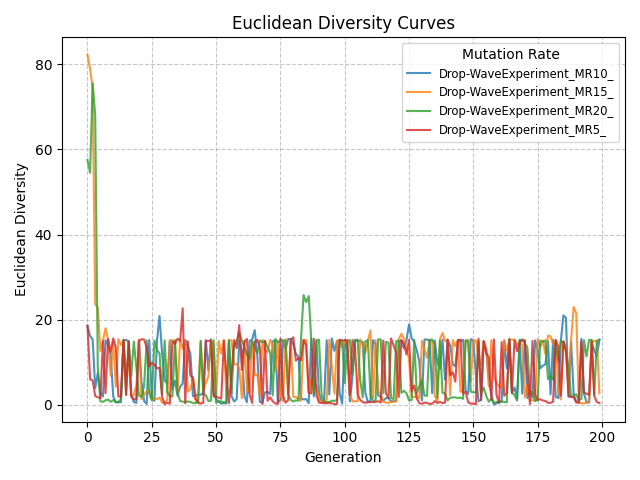 Euclidean Diversity Curves
Mutation Rate
Drop-WaveExperiment_MR10_
Drop-WaveExperiment_MR15_
Drop-WaveExperiment_MR20_
Drop-WaveExperiment_MR5_
Euclidean Diversity
80
60
40
20
0
0 25 50 75 100 125 150 175 200
Generation